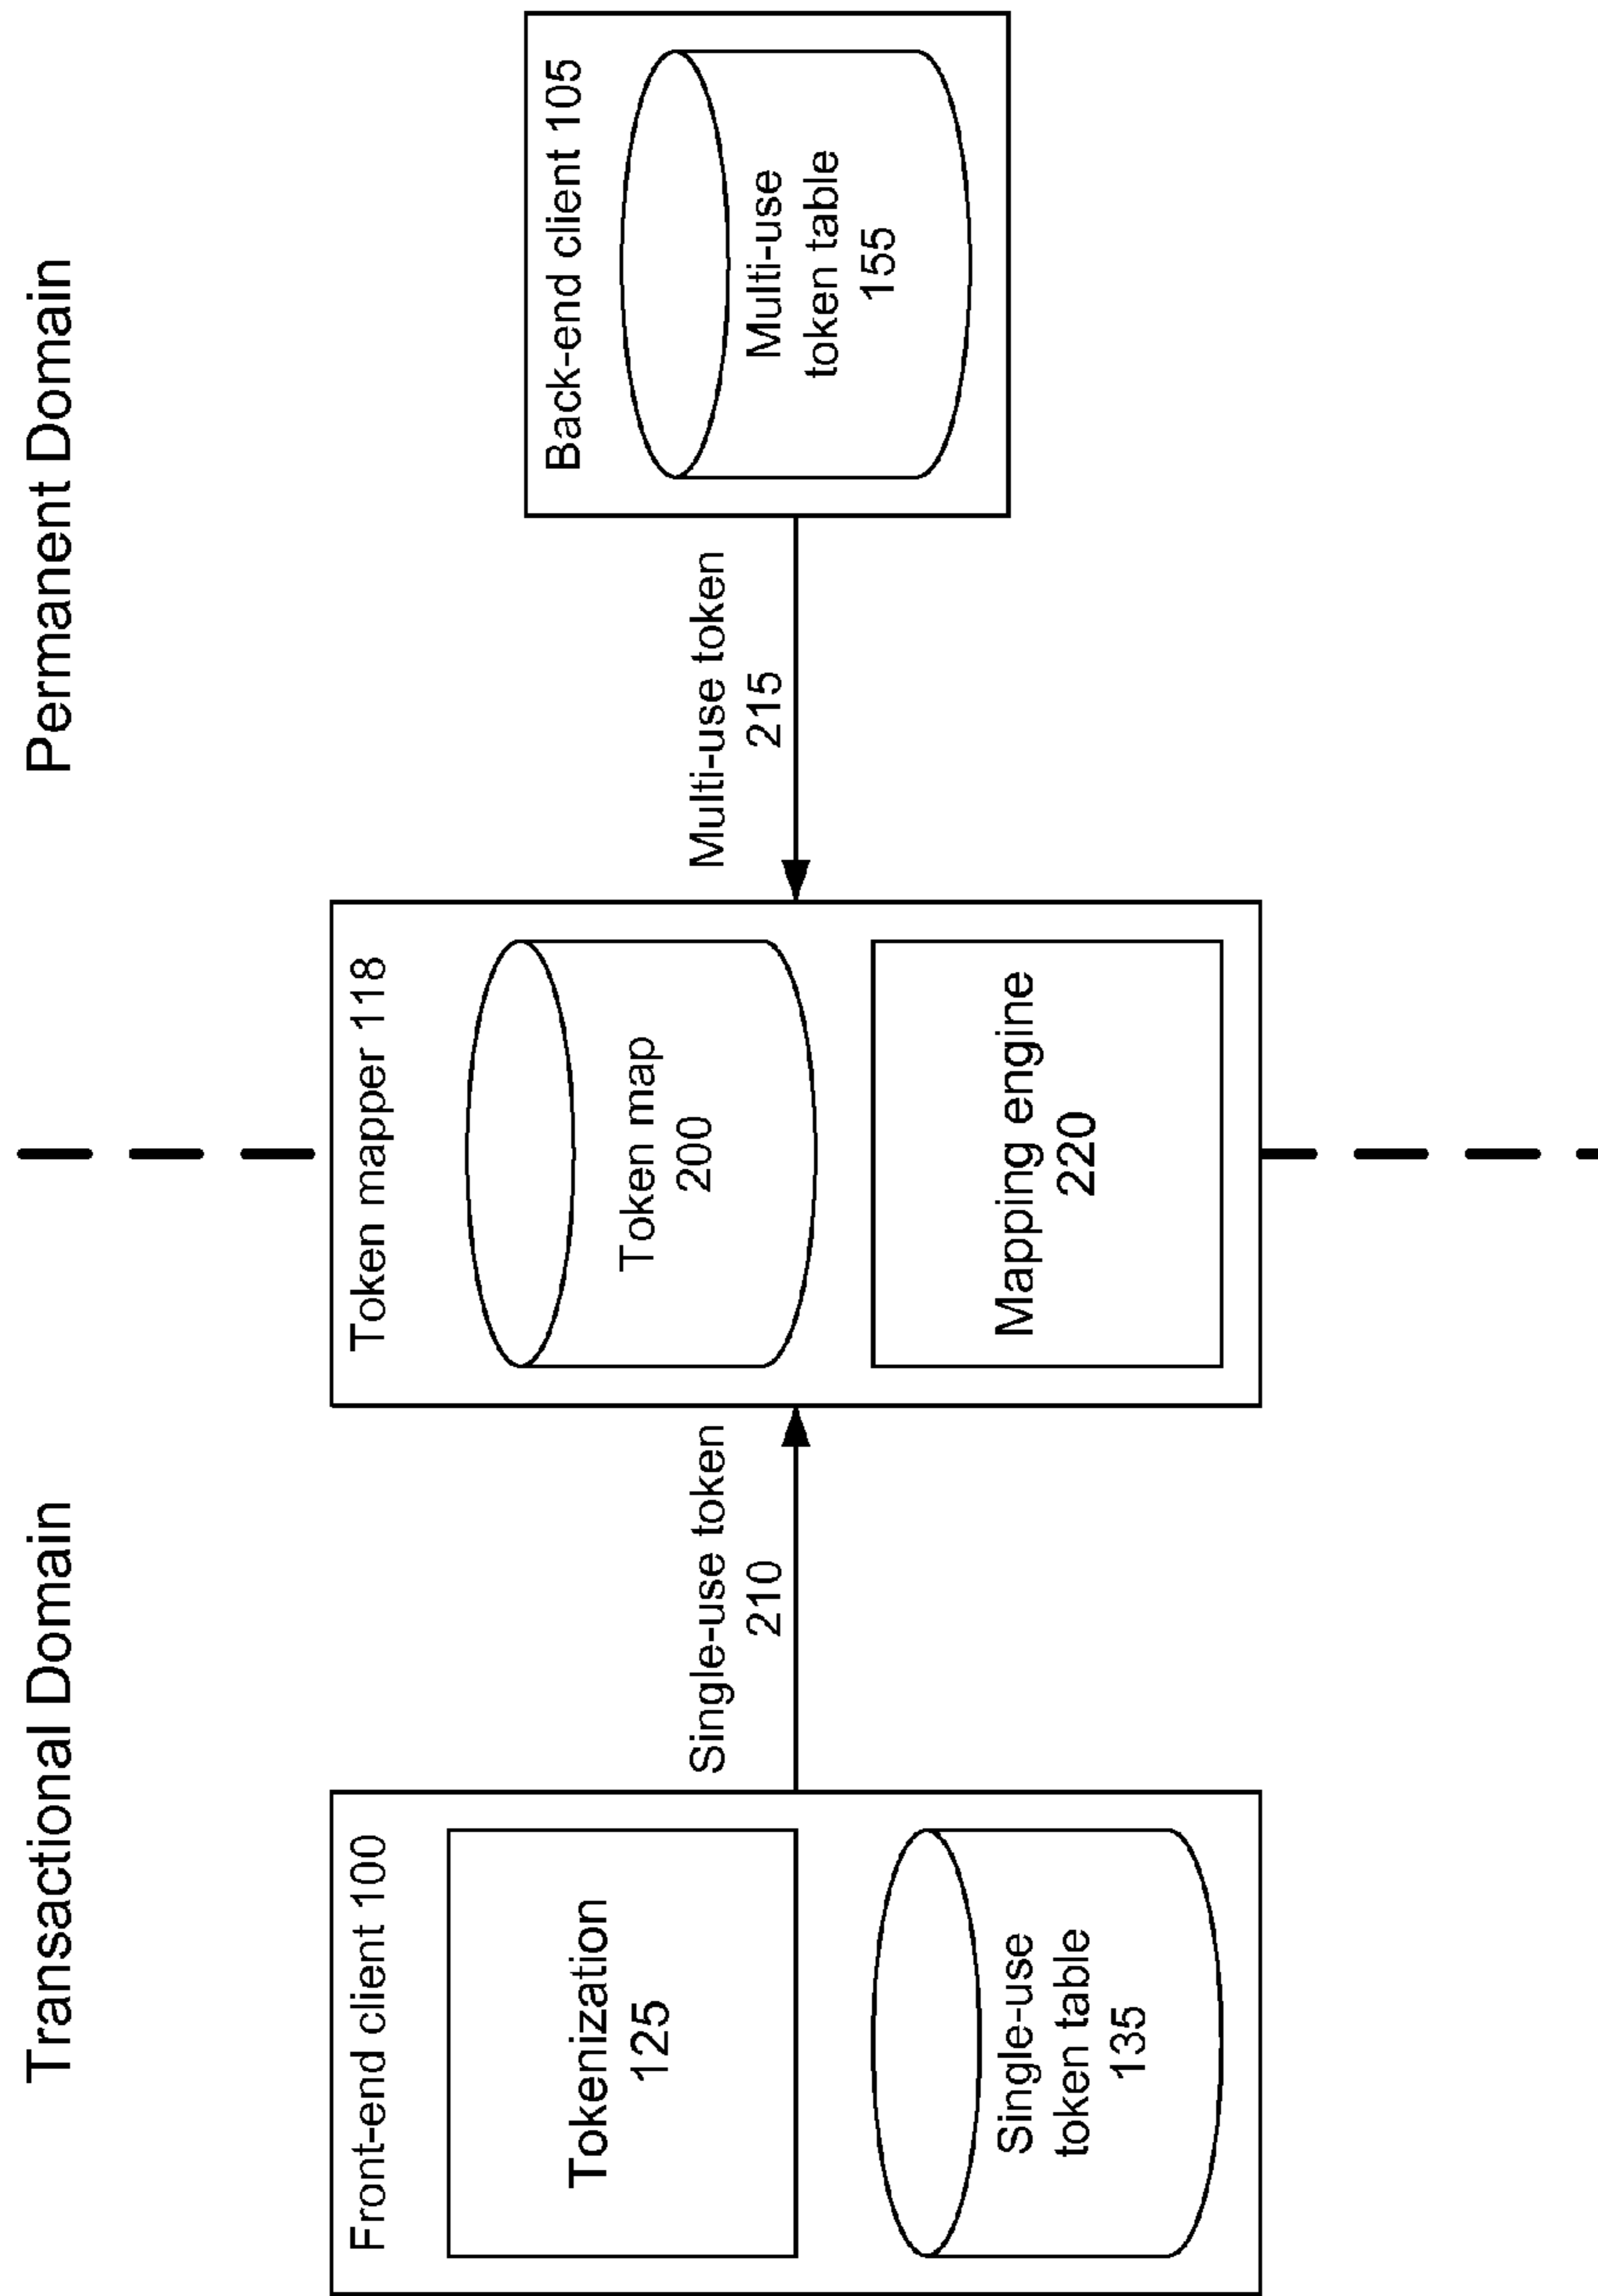 Transactional Domain
Permanent Domain
Front-end client 100
Tokenization
125
Single-use
token table
135
Single-use token
210
Token mapper 118
Token map
200
Mapping engine
220
Multi-use token
215
Back-end client 105
Multi-use
token table
155